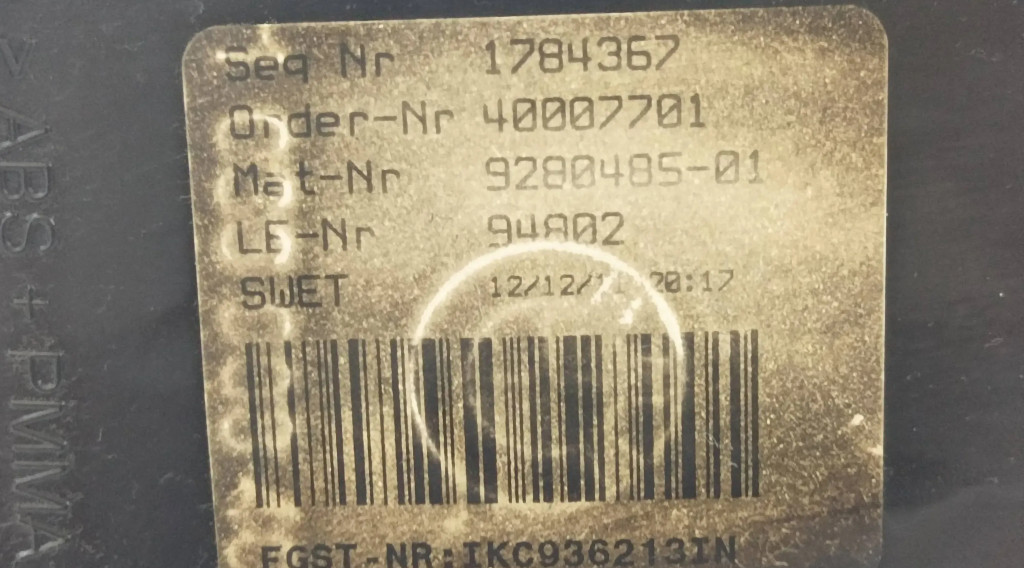 Seq Nr 1784367
Order-Nr 40007701
Mat-Nr 9280485-01
LE-Nr 94802
SWET 20:17
FGST-NR:IKC936213IN
> ABS + PMMA